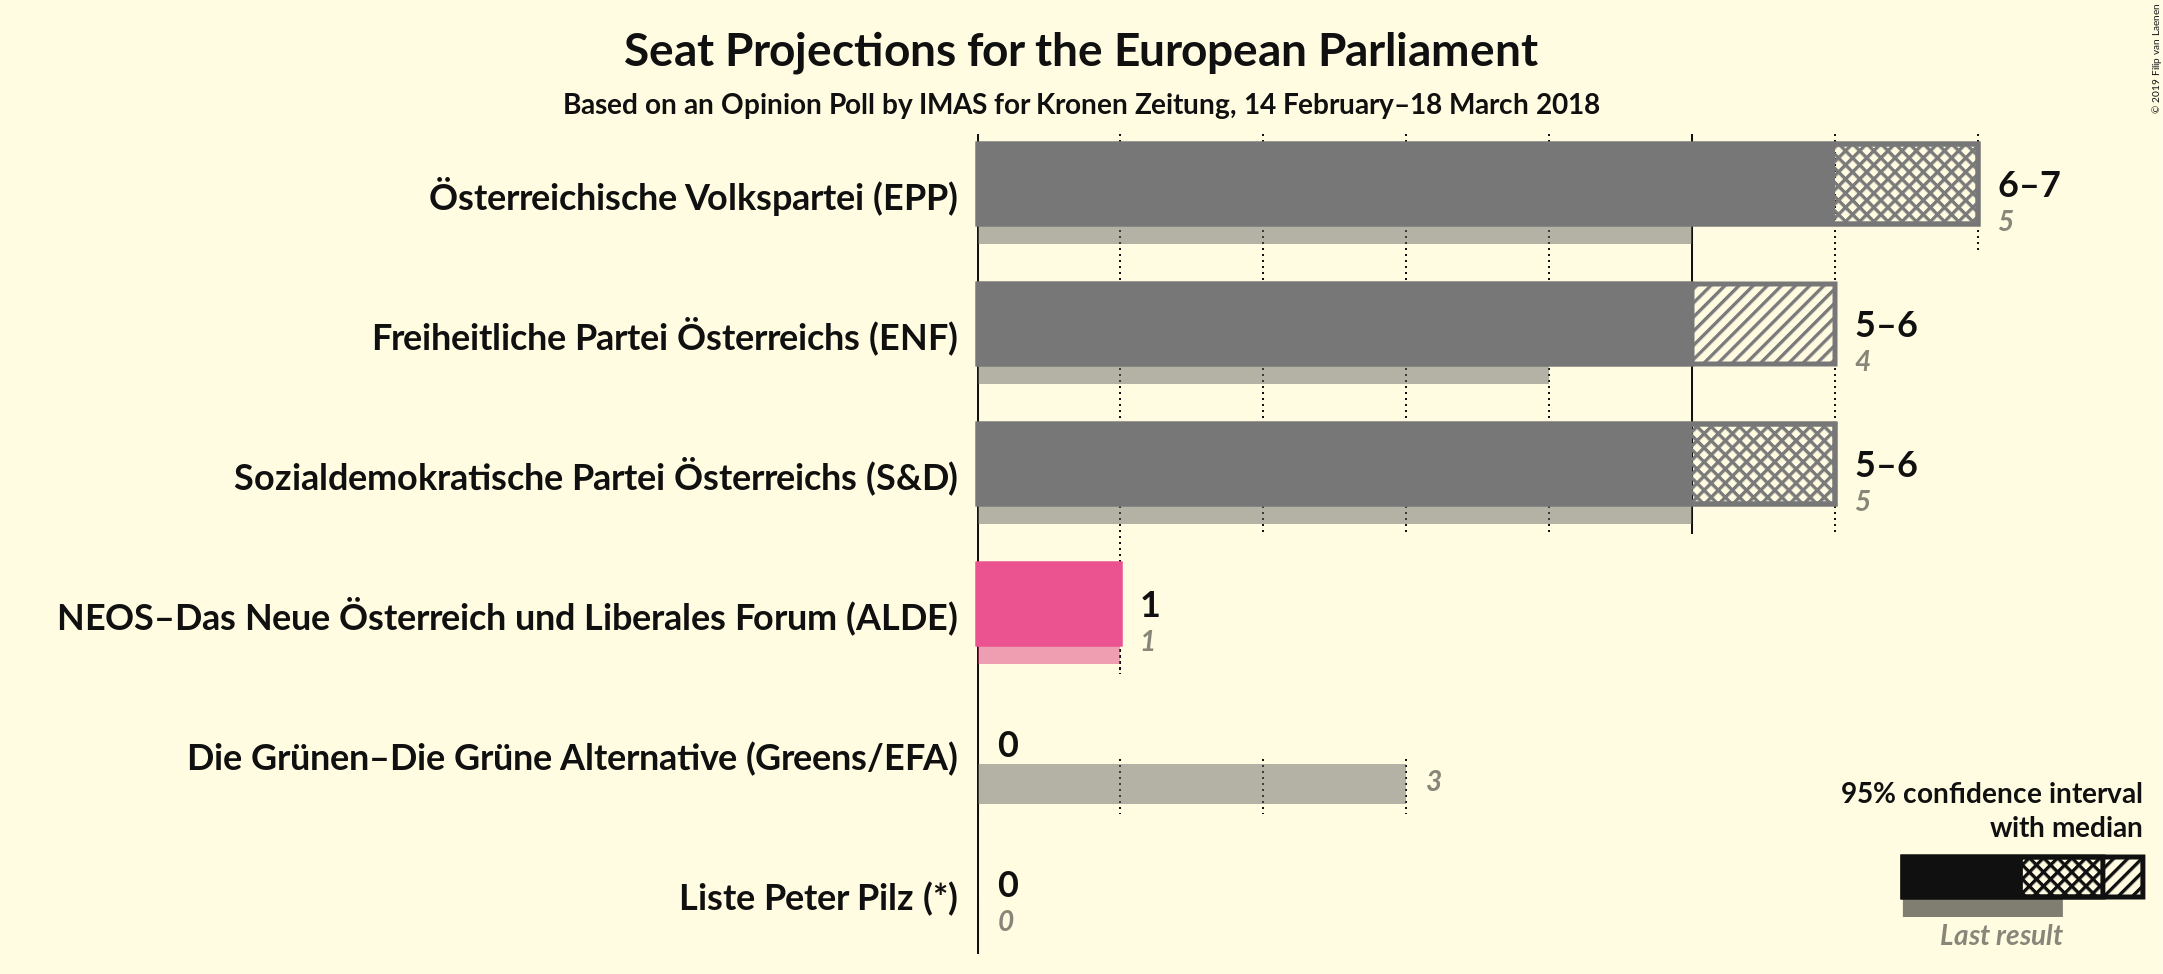 Seat Projections for the European Parliament
Based on an Opinion Poll by IMAS for Kronen Zeitung, 14 February–18 March 2018
© 2019 Filip van Laenen
Österreichische Volkspartei (EPP)
6–7
5
Freiheitliche Partei Österreichs (ENF)
5–6
4
Sozialdemokratische Partei Österreichs (S&D)
5–6
5
NEOS–Das Neue Österreich und Liberales Forum (ALDE)
1
1
Die Grünen–Die Grüne Alternative (Greens/EFA)
0
3
Liste Peter Pilz (*)
0
0
95% confidence interval
with median
Last result